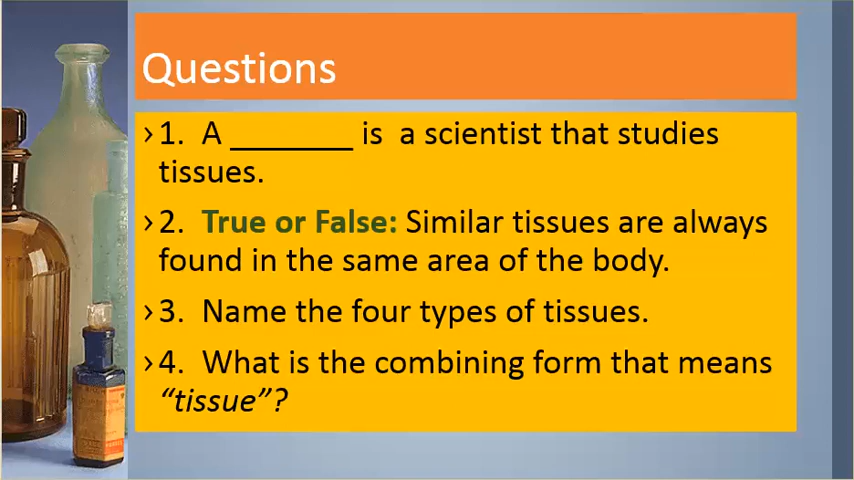 Questions
›1. A _______ is a scientist that studies
tissues.
›2. True or False: Similar tissues are always
found in the same area of the body.
›3. Name the four types of tissues.
›4. What is the combining form that means
“tissue”?